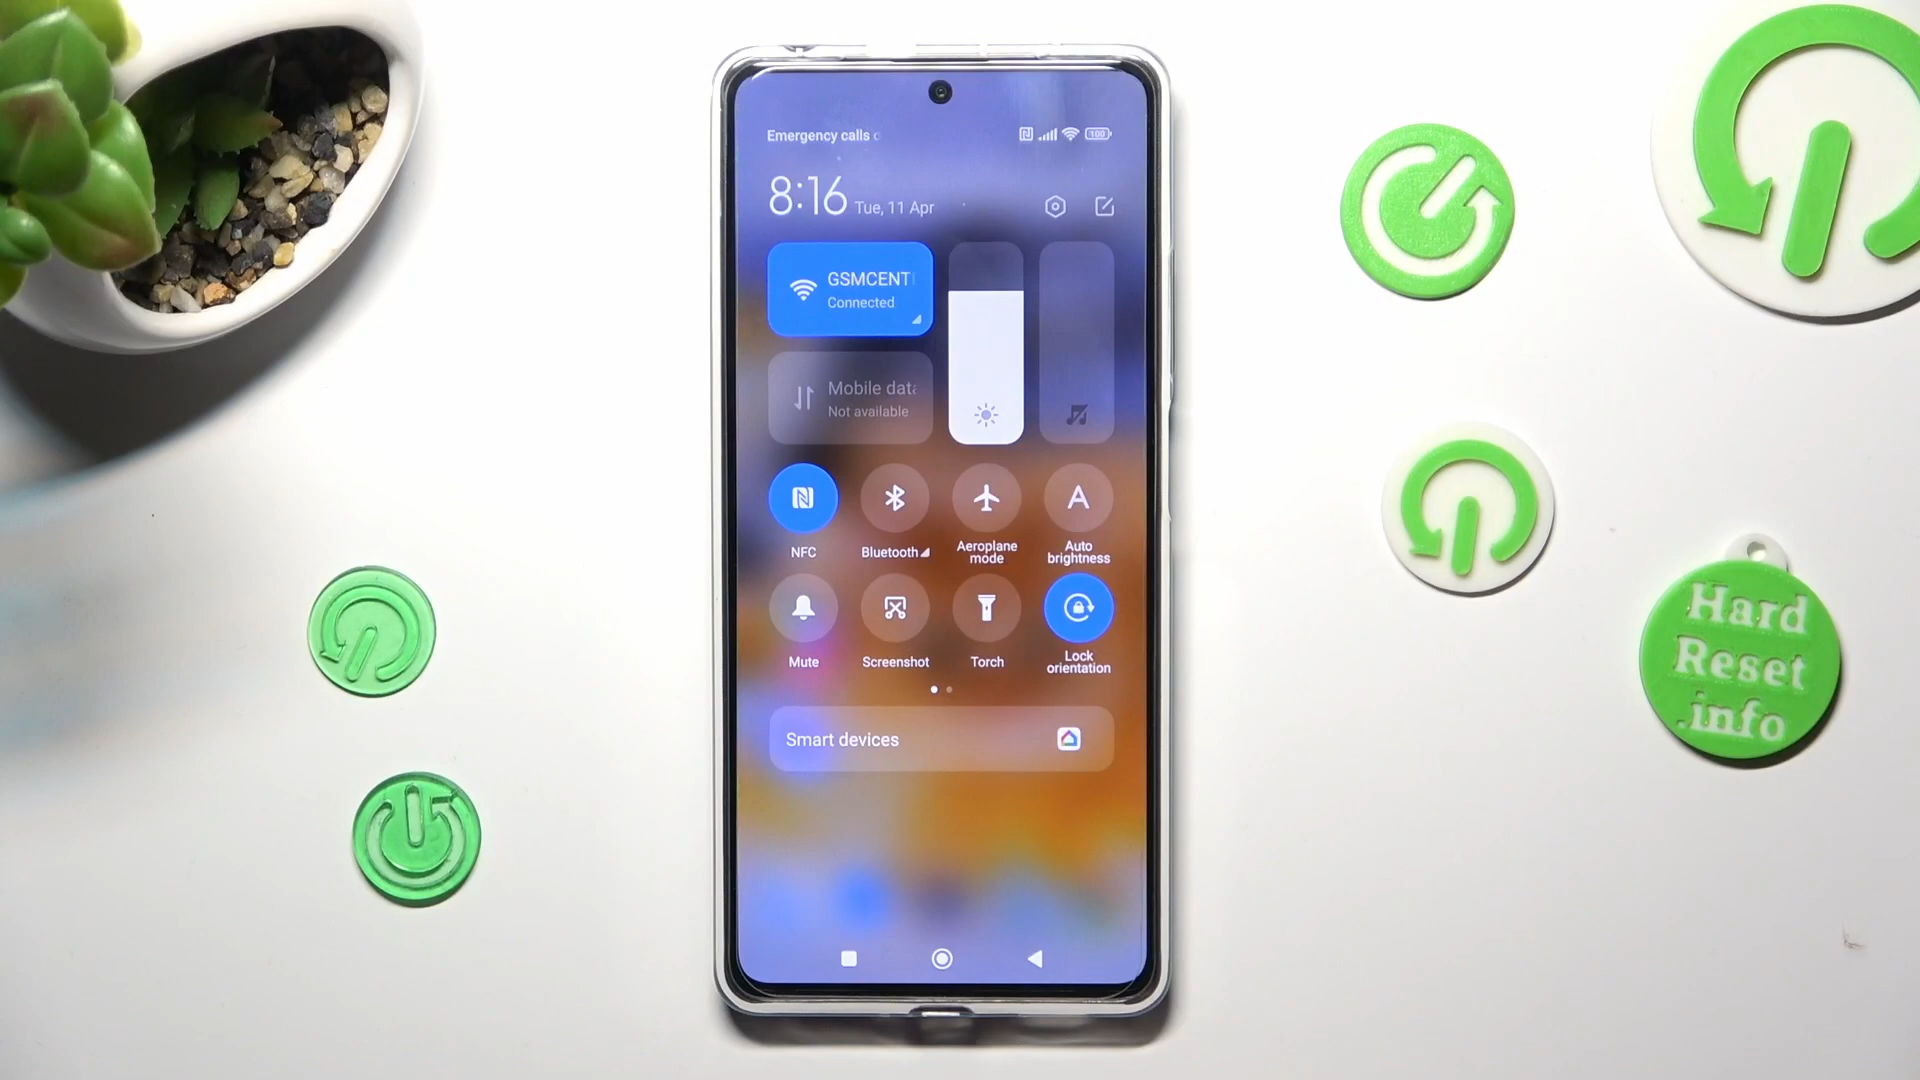 Emergency calls
100
8:16 Tue, 11 Apr
GSMCENT
Connected
Mobile data
Not available
NFC
Bluetooth
Aeroplane
mode
A
Auto
brightness
Mute
Screenshot
Torch
Lock
orientation
Smart devices
Hard
Reset
.info